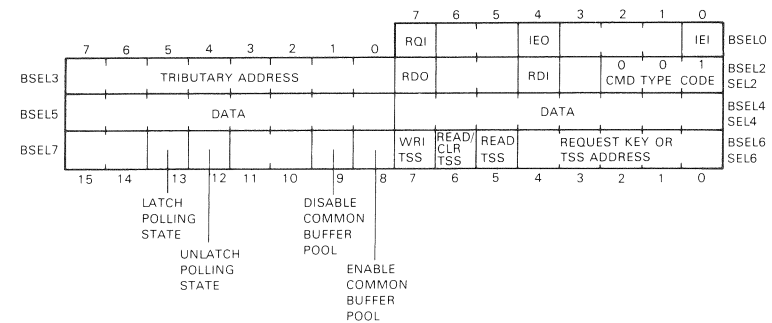 7 6 5 4 3 2 1 0
RQI IEO IEI BSEL0
7 6 5 4 3 2 1 0
BSEL3 TRIBUTARY ADDRESS RDO RDI 0 0 1 BSEL2
CMD TYPE CODE SEL2
BSEL5 DATA DATA BSEL4
SEL4
BSEL7 WRI TSS READ/ CLR TSS READ TSS REQUEST KEY OR BSEL6
TSS ADDRESS SEL6
15 14 13 12 11 10 9 8 7 6 5 4 3 2 1 0
LATCH
POLLING
STATE
UNLATCH
POLLING
STATE
DISABLE
COMMON
BUFFER
POOL
ENABLE
COMMON
BUFFER
POOL